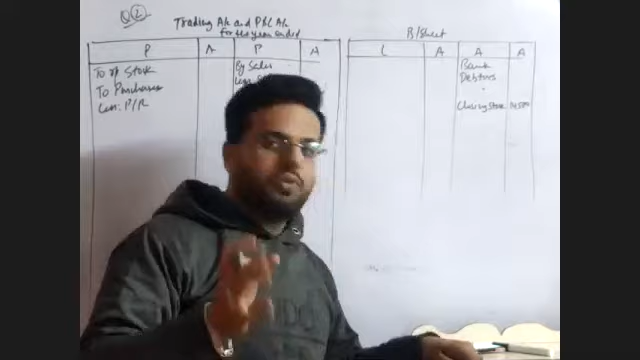 Q2
Trading A/c and P&L A/c
for the year ended
P A P A
To op Stock
To Purchases
Less: P/R
By Sales
Less
B/Sheet
L A A A
Bank
Debtors
Closing Stock